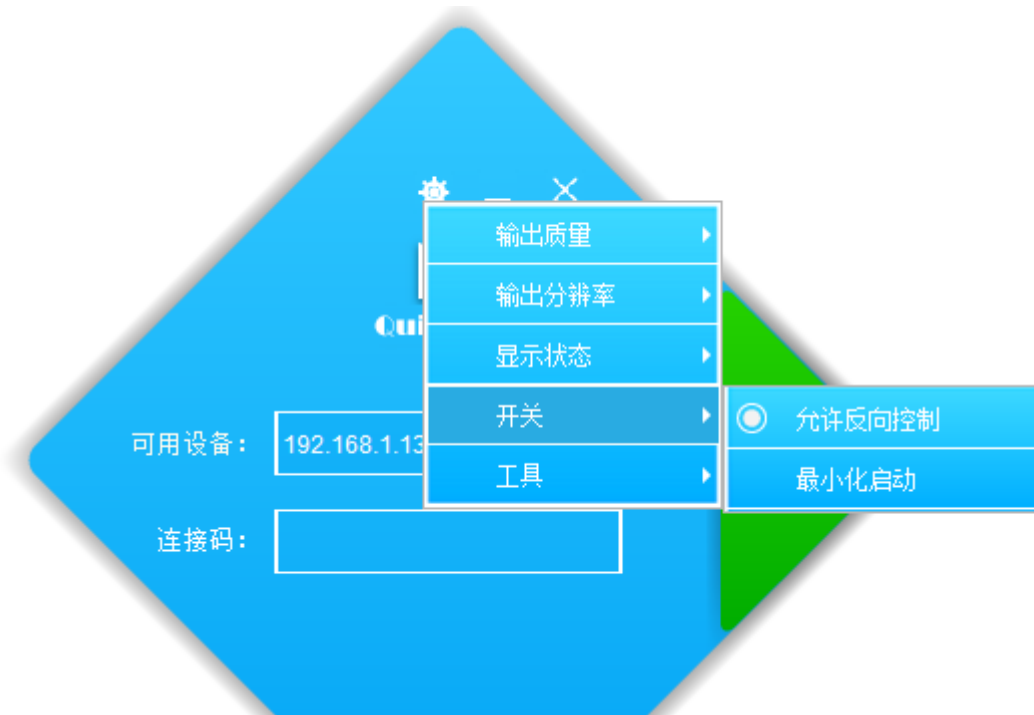 输出质量
输出分辨率
Qui
显示状态
开关
允许反向控制
可用设备：
192.168.1.13
工具
最小化启动
连接码：